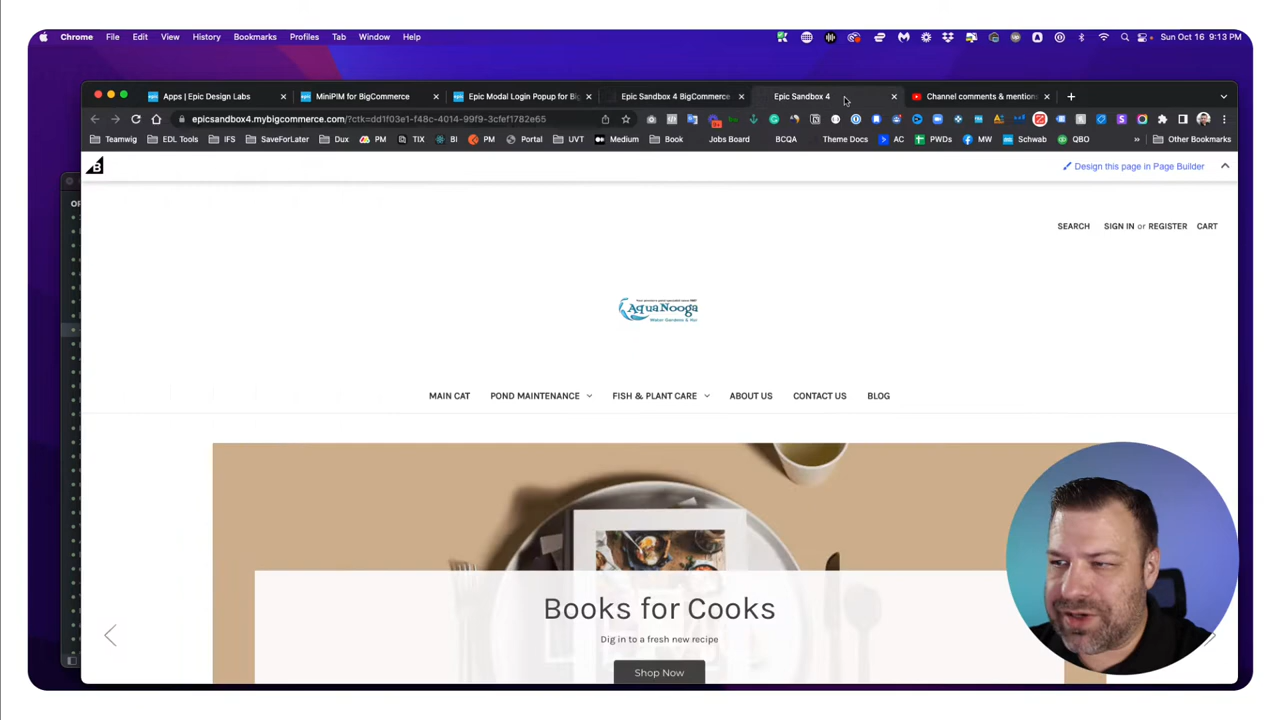 Chrome File Edit View History Bookmarks Profiles Tab Window Help Sun Oct 16 9:13 PM
Apps | Epic Design Labs MiniPIM for BigCommerce Epic Modal Login Popup for Bi Epic Sandbox 4 BigCommerce Epic Sandbox 4 Channel comments & mention
epicsandbox4.mybigcommerce.com/?ctk=dd1f03e1-f48c-4014-99f9-3cfef1782e65
Teamwig EDL Tools IFS SaveForLater Dux PM TIX BI PM Portal UVT Medium Book Jobs Board BCQA Theme Docs AC PWDs MW Schwab QBO » Other Bookmarks
Design this page in Page Builder
SEARCH SIGN IN or REGISTER CART
AquaNooga
Water Gardens & Koi
MAIN CAT POND MAINTENANCE FISH & PLANT CARE ABOUT US CONTACT US BLOG
Books for Cooks
Dig in to a fresh new recipe
Shop Now